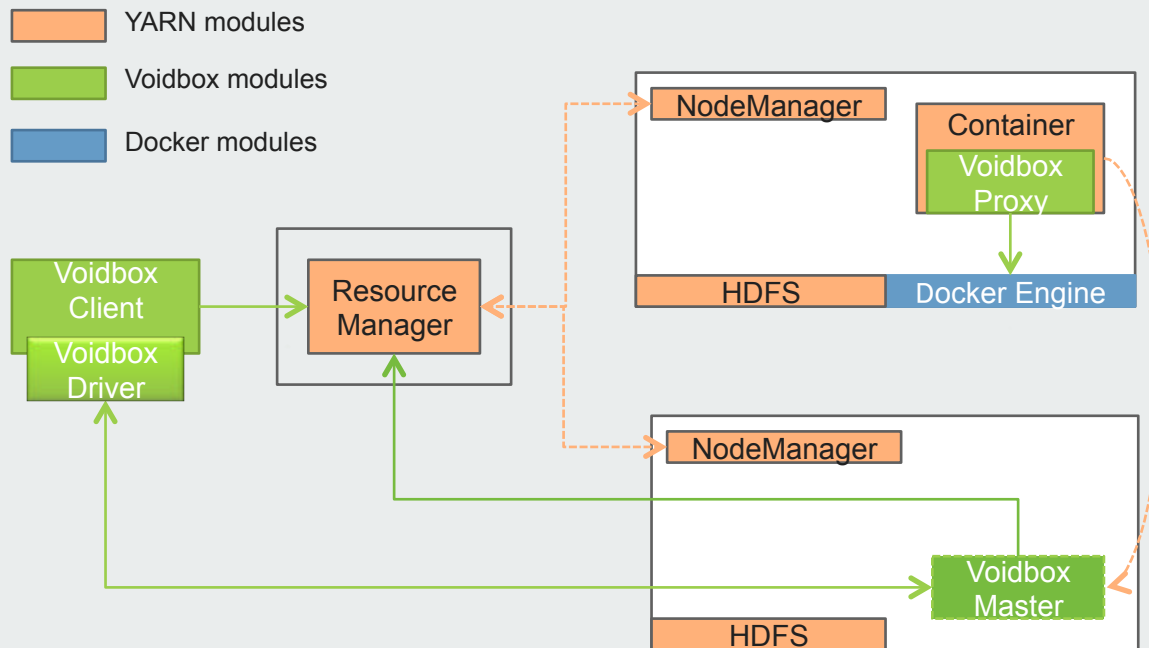 YARN modules
Voidbox modules
Docker modules
NodeManager
Container
Voidbox
Proxy
HDFS
Docker Engine
Voidbox
Client
Voidbox
Driver
Resource
Manager
NodeManager
Voidbox
Master
HDFS